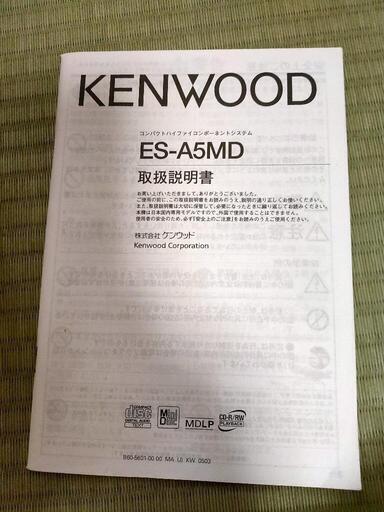 KENWOOD
コンパクトハイファイコンポーネントシステム
ES-A5MD
取扱説明書
お買い上げいただきまして、ありがとうございました。
ご使用の前に、この取扱説明書をお読みのうえ、説明の通り正しくお使いください。
また、取扱説明書は大切に保管して、必要になったときに繰り返してお読みください。
本機は日本国内専用モデルですので、外国で使用することはできません。
使用者の安全のため、必ず「安全上のご注意」をお読みのうえご使用ください。
株式会社 ケンウッド
Kenwood Corporation
COMPACT disc DIGITAL AUDIO TEXT
Mini Disc
MDLP
CD-R/RW PLAYBACK
B60-5601-00 00 MA (J) KW 0503